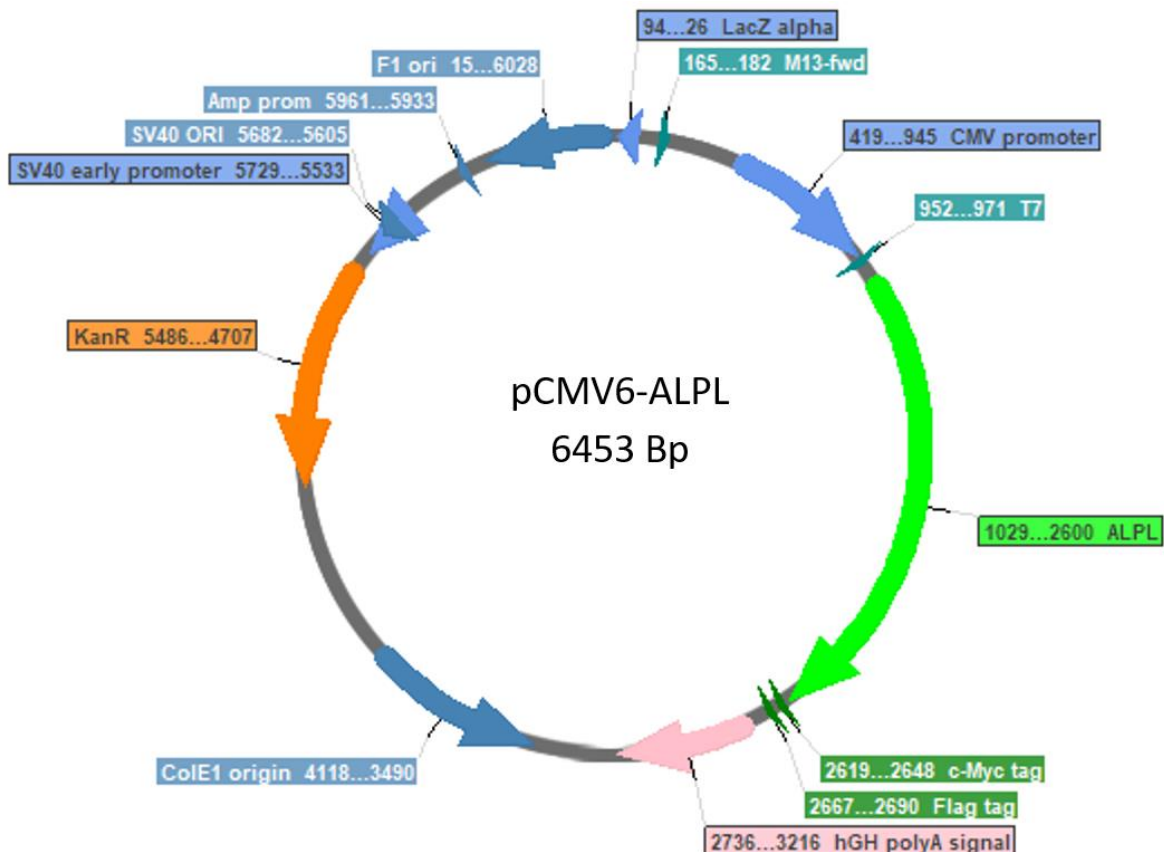 94...26 LacZ alpha
F1 ori 15...6028
165...182 M13-fwd
Amp prom 5961...5933
SV40 ORI 5682...5605
419...945 CMV promoter
SV40 early promoter 5729...5533
952...971 T7
KanR 5486...4707
pCMV6-ALPL
6453 Bp
1029...2600 ALPL
ColE1 origin 4118...3490
2619...2648 c-Myc tag
2667...2690 Flag tag
2736...3216 hGH polyA signal